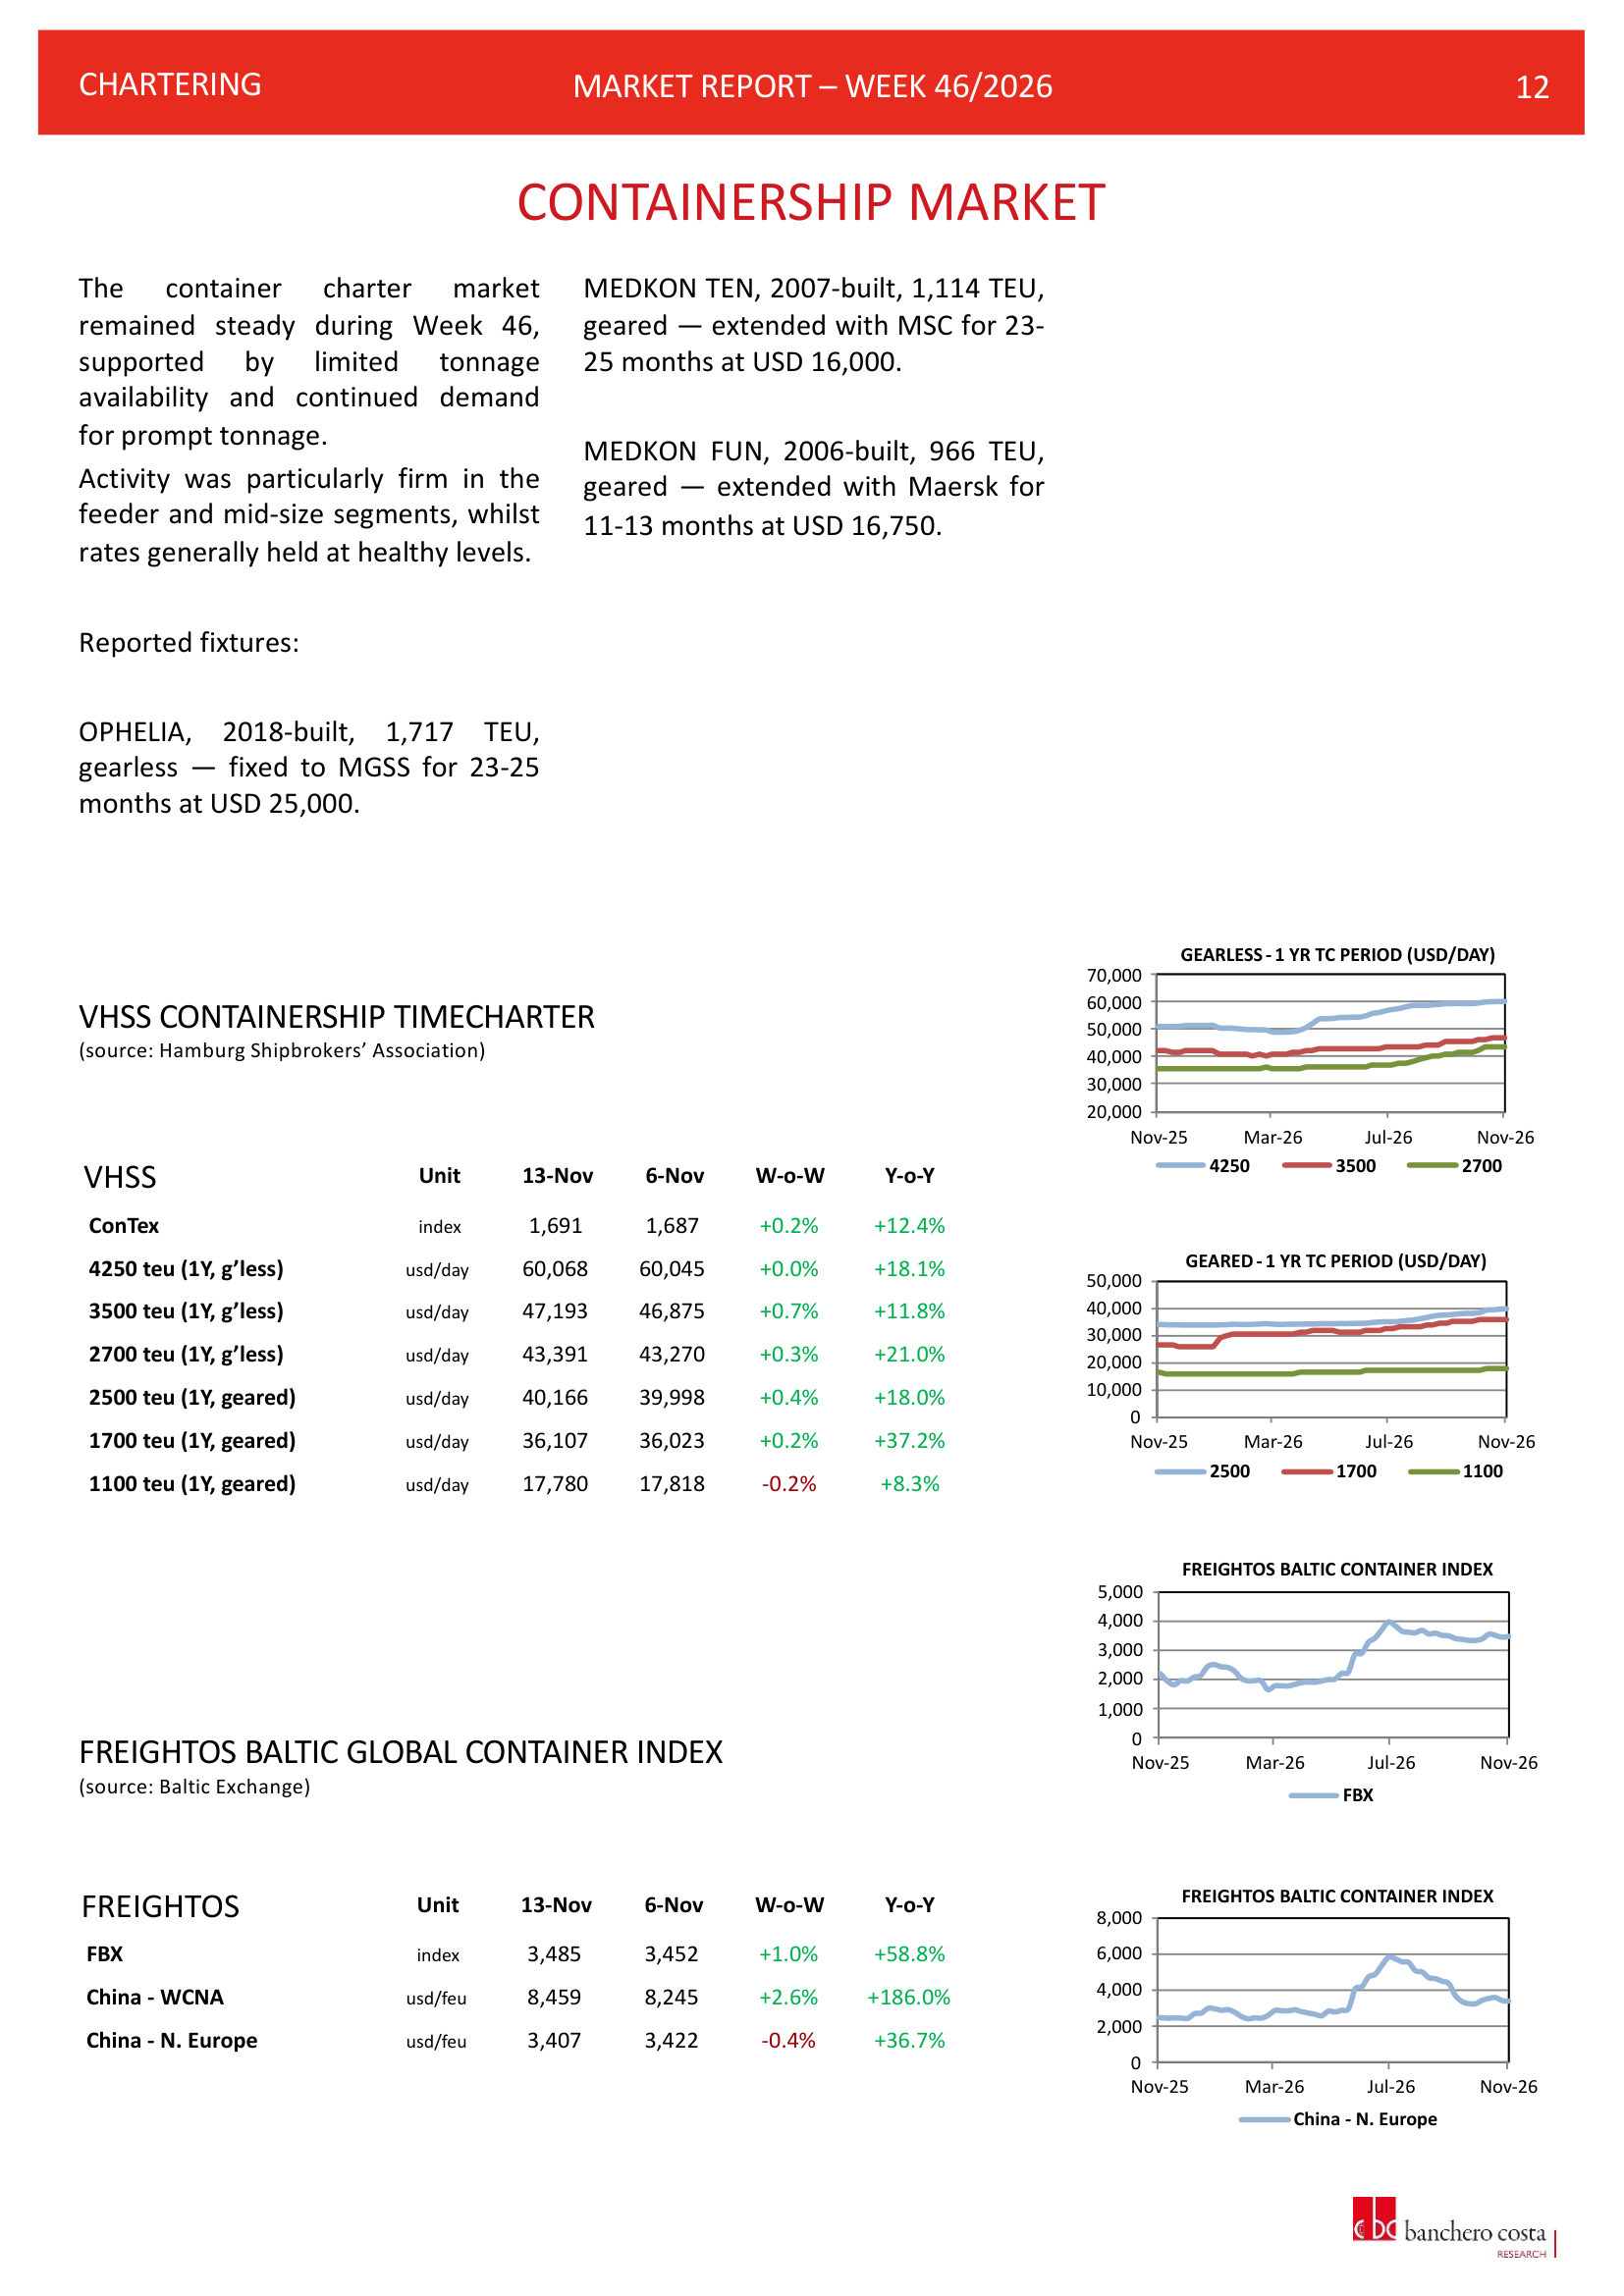 CHARTERING
MARKET REPORT – WEEK 46/2026
12
CONTAINERSHIP MARKET
The container charter market
remained steady during Week 46,
supported by limited tonnage
availability and continued demand
for prompt tonnage.
Activity was particularly firm in the
feeder and mid-size segments, whilst
rates generally held at healthy levels.
Reported fixtures:
OPHELIA, 2018-built, 1,717 TEU,
gearless — fixed to MGSS for 23-25
months at USD 25,000.
MEDKON TEN, 2007-built, 1,114 TEU,
geared — extended with MSC for 23-
25 months at USD 16,000.
MEDKON FUN, 2006-built, 966 TEU,
geared — extended with Maersk for
11-13 months at USD 16,750.
VHSS CONTAINERSHIP TIMECHARTER
(source: Hamburg Shipbrokers’ Association)
VHSS Unit 13-Nov 6-Nov W-o-W Y-o-Y
ConTex index 1,691 1,687 +0.2% +12.4%
4250 teu (1Y, g’less) usd/day 60,068 60,045 +0.0% +18.1%
3500 teu (1Y, g’less) usd/day 47,193 46,875 +0.7% +11.8%
2700 teu (1Y, g’less) usd/day 43,391 43,270 +0.3% +21.0%
2500 teu (1Y, geared) usd/day 40,166 39,998 +0.4% +18.0%
1700 teu (1Y, geared) usd/day 36,107 36,023 +0.2% +37.2%
1100 teu (1Y, geared) usd/day 17,780 17,818 -0.2% +8.3%
FREIGHTOS BALTIC GLOBAL CONTAINER INDEX
(source: Baltic Exchange)
FREIGHTOS Unit 13-Nov 6-Nov W-o-W Y-o-Y
FBX index 3,485 3,452 +1.0% +58.8%
China - WCNA usd/feu 8,459 8,245 +2.6% +186.0%
China - N. Europe usd/feu 3,407 3,422 -0.4% +36.7%
GEARLESS - 1 YR TC PERIOD (USD/DAY)
70,000
60,000
50,000
40,000
30,000
20,000
Nov-25 Mar-26 Jul-26 Nov-26
4250 3500 2700
GEARED - 1 YR TC PERIOD (USD/DAY)
50,000
40,000
30,000
20,000
10,000
0
Nov-25 Mar-26 Jul-26 Nov-26
2500 1700 1100
FREIGHTOS BALTIC CONTAINER INDEX
5,000
4,000
3,000
2,000
1,000
0
Nov-25 Mar-26 Jul-26 Nov-26
FBX
FREIGHTOS BALTIC CONTAINER INDEX
8,000
6,000
4,000
2,000
0
Nov-25 Mar-26 Jul-26 Nov-26
China - N. Europe
bc banchero costa
RESEARCH